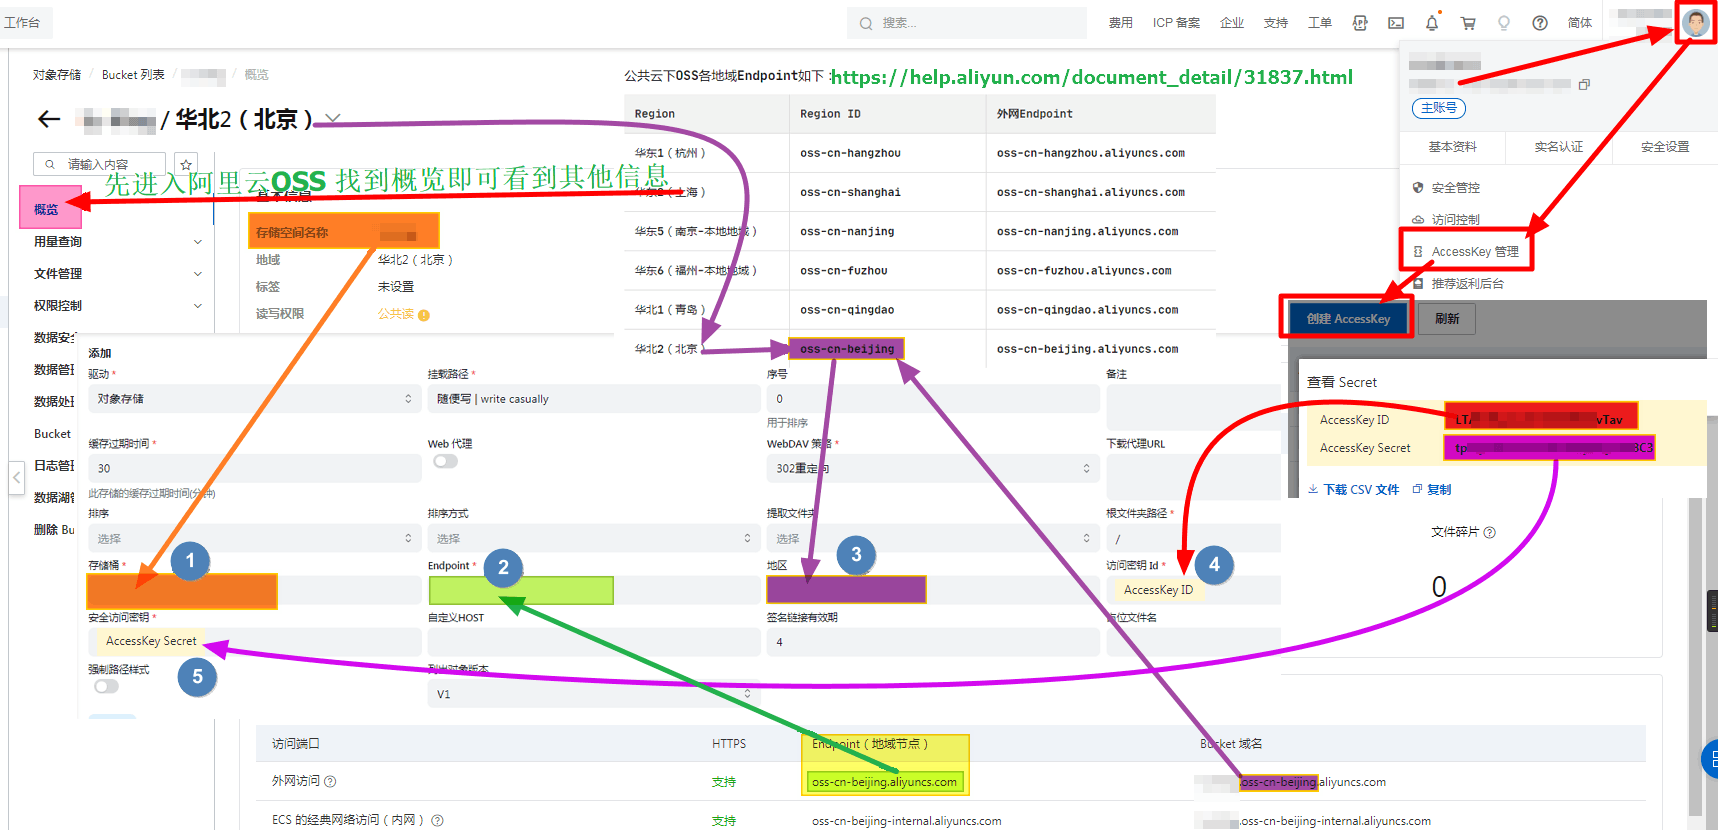 工作台
搜索...
费用
ICP 备案
企业
支持
工单
简体
对象存储 / Bucket 列表 /
/ 概览
/ 华北2（北京）
请输入内容
先进入阿里云OSS 找到概览即可看到其他信息
概览
用量查询
文件管理
权限控制
数据安全
数据管理
数据处理
Bucket
日志管理
数据湖管
删除 Bu
基本信息
存储空间名称
地域
华北2（北京）
标签
未设置
读写权限
公共读
公共云下OSS各地域Endpoint如下：https://help.aliyun.com/document_detail/31837.html
Region
Region ID
外网Endpoint
华东1（杭州）
oss-cn-hangzhou
oss-cn-hangzhou.aliyuncs.com
华东2（上海）
oss-cn-shanghai
oss-cn-shanghai.aliyuncs.com
华东5（南京-本地地域）
oss-cn-nanjing
oss-cn-nanjing.aliyuncs.com
华东6（福州-本地地域）
oss-cn-fuzhou
oss-cn-fuzhou.aliyuncs.com
华北1（青岛）
oss-cn-qingdao
oss-cn-qingdao.aliyuncs.com
华北2（北京）
oss-cn-beijing
oss-cn-beijing.aliyuncs.com
主账号
基本资料
实名认证
安全设置
安全管控
访问控制
AccessKey 管理
推荐返利后台
创建 AccessKey
刷新
查看 Secret
AccessKey ID
LTA
vTav
AccessKey Secret
tp
8C3
下载 CSV 文件
复制
文件碎片
0
添加
驱动 *
对象存储
挂载路径 *
随便写 | write casually
序号
0
用于排序
备注
缓存过期时间 *
30
此存储的缓存过期时间(分钟)
Web 代理
WebDAV 策略 *
302重定向
下载代理URL
排序
选择
排序方式
选择
提取文件夹
选择
根文件夹路径 *
/
存储桶 *
1
Endpoint *
2
地区
3
访问密钥 Id *
4
AccessKey ID
安全访问密钥 *
AccessKey Secret
自定义HOST
签名链接有效期
4
占位文件名
强制路径样式
5
列出对象版本
V1
访问端口
HTTPS
Endpoint（地域节点）
Bucket 域名
外网访问
支持
oss-cn-beijing.aliyuncs.com
.oss-cn-beijing.aliyuncs.com
ECS 的经典网络访问（内网）
支持
oss-cn-beijing-internal.aliyuncs.com
.oss-cn-beijing-internal.aliyuncs.com